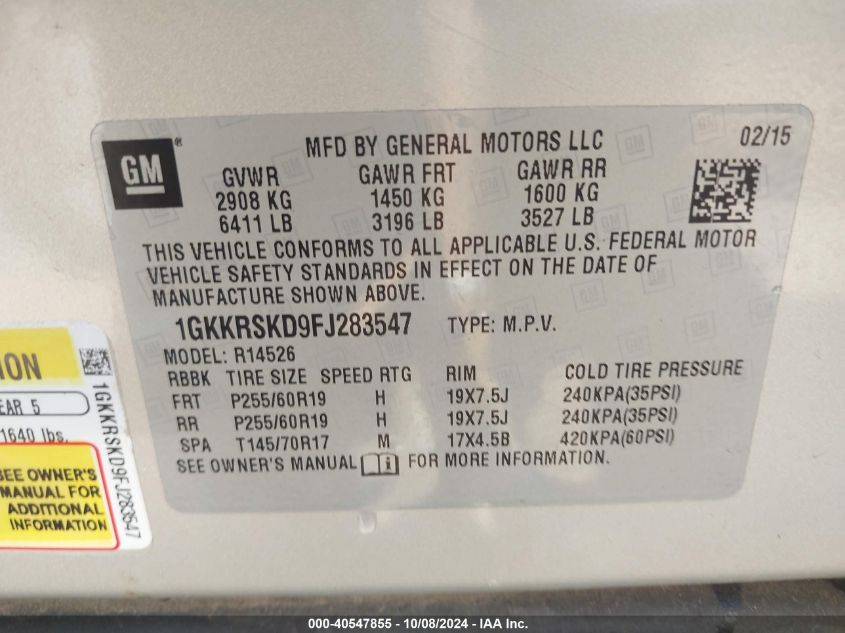 GM
®
MFD BY GENERAL MOTORS LLC 02/15
GVWR GAWR FRT GAWR RR
2908 KG 1450 KG 1600 KG
6411 LB 3196 LB 3527 LB
THIS VEHICLE CONFORMS TO ALL APPLICABLE U.S. FEDERAL MOTOR
VEHICLE SAFETY STANDARDS IN EFFECT ON THE DATE OF
MANUFACTURE SHOWN ABOVE.
1GKKRSKD9FJ283547 TYPE: M.P.V.
MODEL: R14526
RBBK TIRE SIZE SPEED RTG RIM COLD TIRE PRESSURE
FRT P255/60R19 H 19X7.5J 240KPA(35PSI)
RR P255/60R19 H 19X7.5J 240KPA(35PSI)
SPA T145/70R17 M 17X4.5B 420KPA(60PSI)
SEE OWNER'S MANUAL i FOR MORE INFORMATION.
ION
EAR 5
1640 lbs.
SEE OWNER'S
MANUAL FOR
ADDITIONAL
INFORMATION
1GKKRSKD9FJ283547
000-40547855 - 10/08/2024 - IAA Inc.